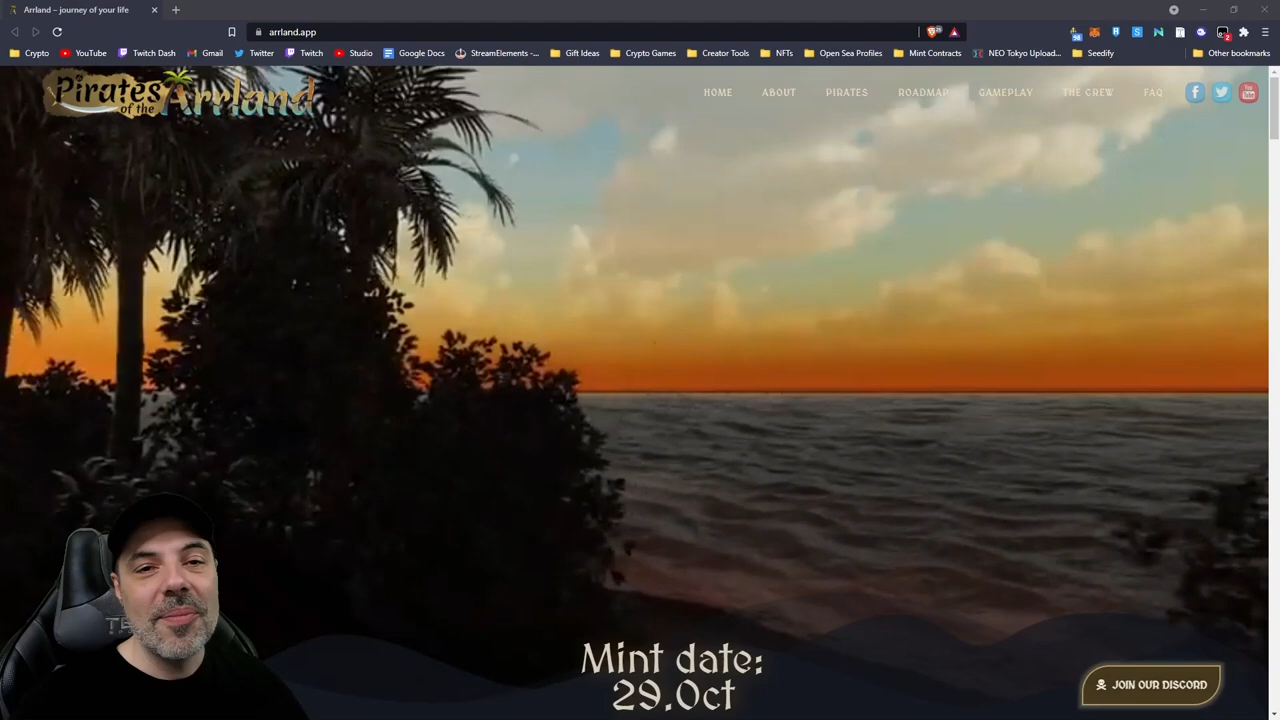 Arrland – journey of your life
arrland.app
Crypto YouTube Twitch Dash Gmail Twitter Twitch Studio Google Docs StreamElements -... Gift Ideas Crypto Games Creator Tools NFTs Open Sea Profiles Mint Contracts NEO Tokyo Upload... Seedify Other bookmarks
Pirates of the Arrland
HOME ABOUT PIRATES ROADMAP GAMEPLAY THE CREW FAQ
Mint date:
29.Oct
JOIN OUR DISCORD